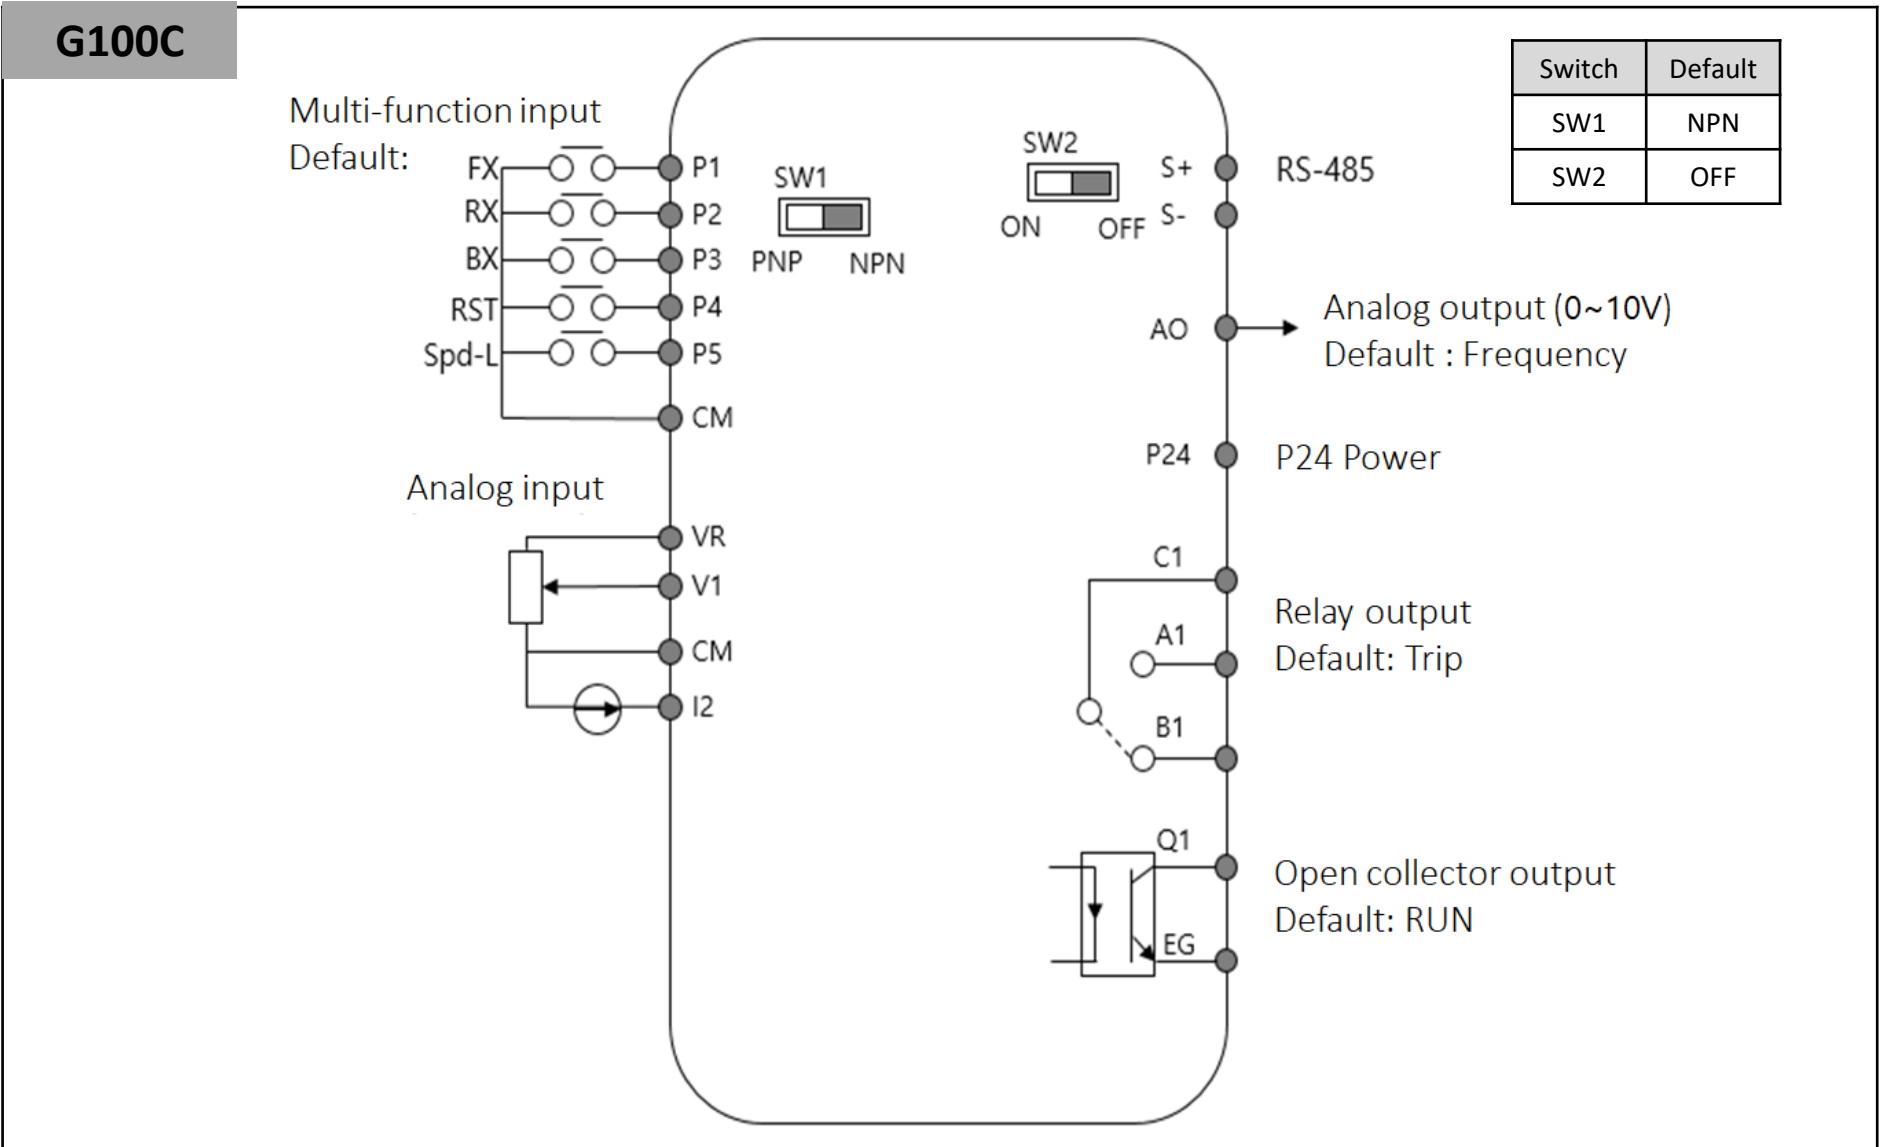 G100C
Multi-function input
Default:
FX
RX
BX
RST
Spd-L
P1
P2
P3
P4
P5
CM
SW1
PNP NPN
SW2
ON OFF
S+
S-
RS-485
Switch Default
SW1 NPN
SW2 OFF
AO
Analog output (0~10V)
Default : Frequency
P24
P24 Power
Analog input
VR
V1
CM
I2
C1
A1
B1
Relay output
Default: Trip
Q1
EG
Open collector output
Default: RUN